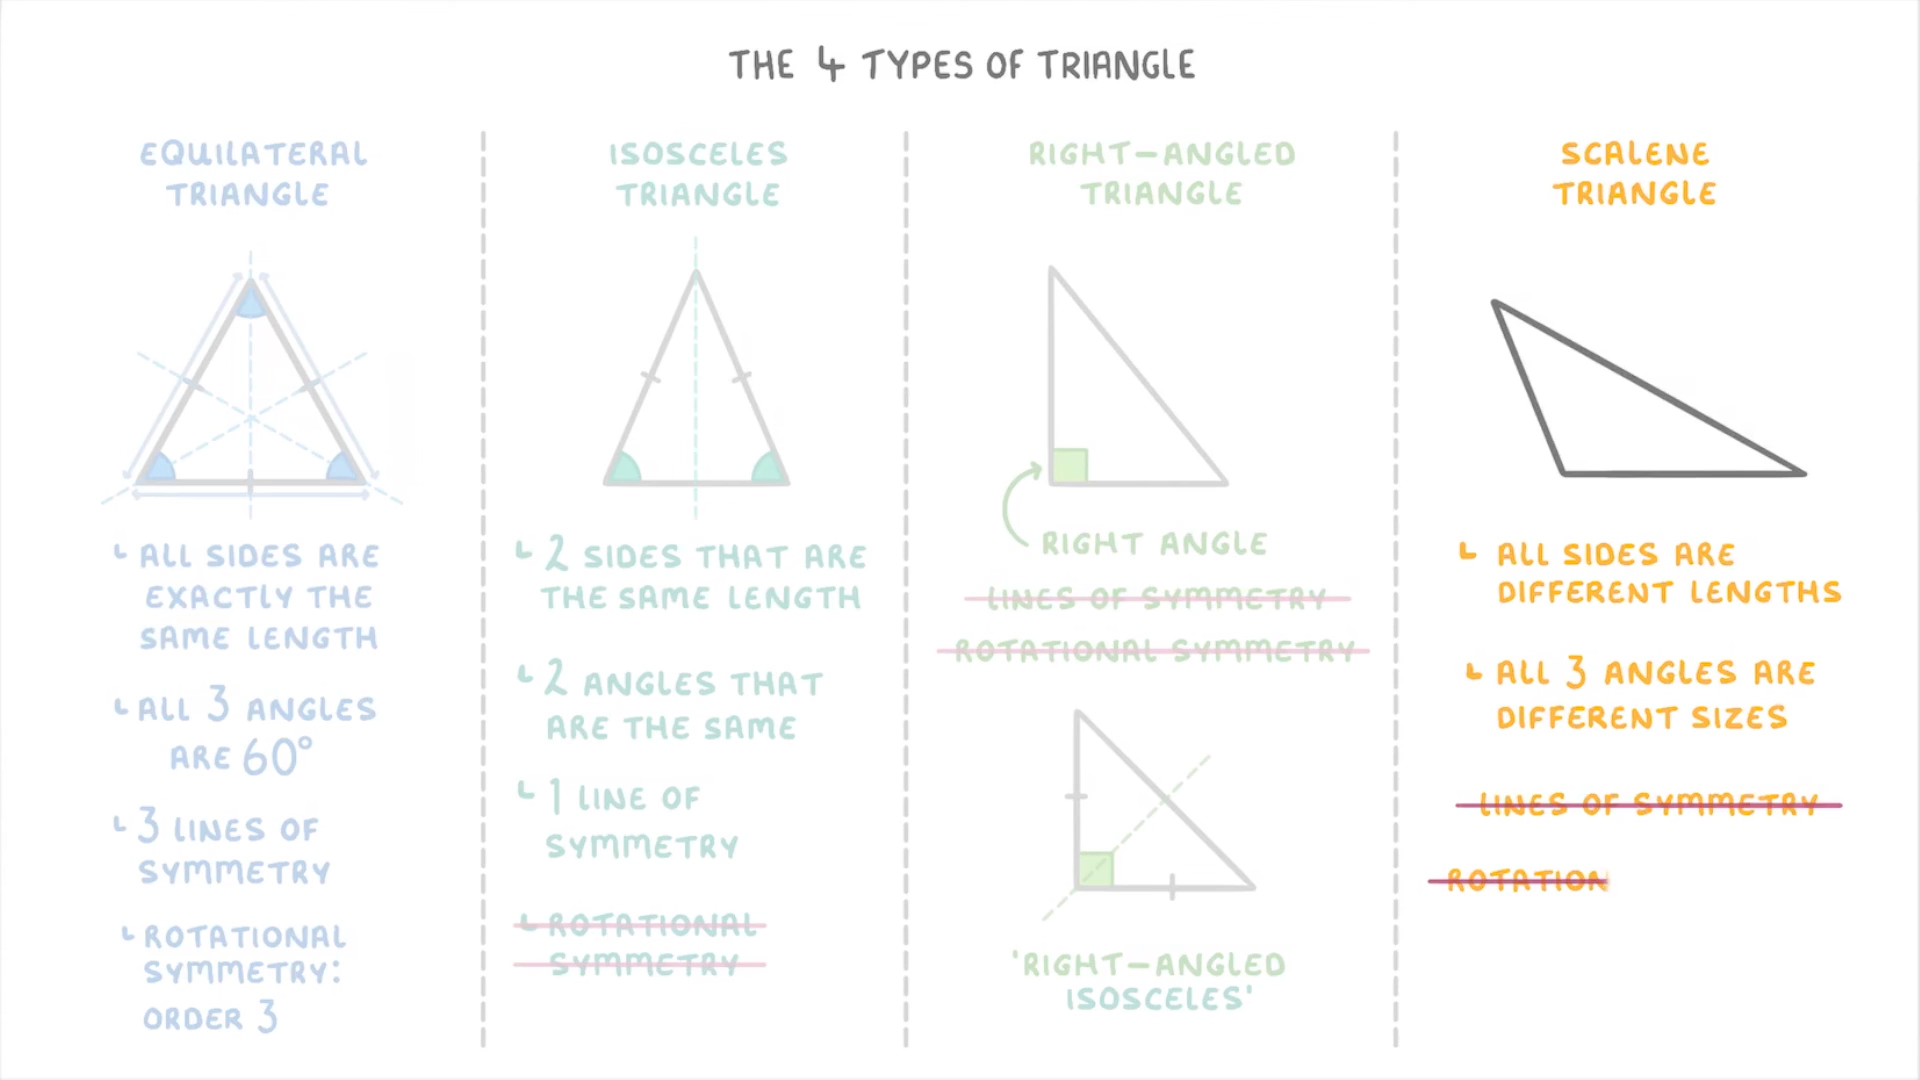 THE 4 TYPES OF TRIANGLE
EQUILATERAL
TRIANGLE
ALL SIDES ARE
EXACTLY THE
SAME LENGTH
ALL 3 ANGLES
ARE 60°
3 LINES OF
SYMMETRY
ROTATIONAL
SYMMETRY:
ORDER 3
ISOSCELES
TRIANGLE
2 SIDES THAT ARE
THE SAME LENGTH
2 ANGLES THAT
ARE THE SAME
1 LINE OF
SYMMETRY
ROTATIONAL
SYMMETRY
RIGHT-ANGLED
TRIANGLE
RIGHT ANGLE
LINES OF SYMMETRY
ROTATIONAL SYMMETRY
'RIGHT-ANGLED
ISOSCELES'
SCALENE
TRIANGLE
ALL SIDES ARE
DIFFERENT LENGTHS
ALL 3 ANGLES ARE
DIFFERENT SIZES
LINES OF SYMMETRY
ROTATION